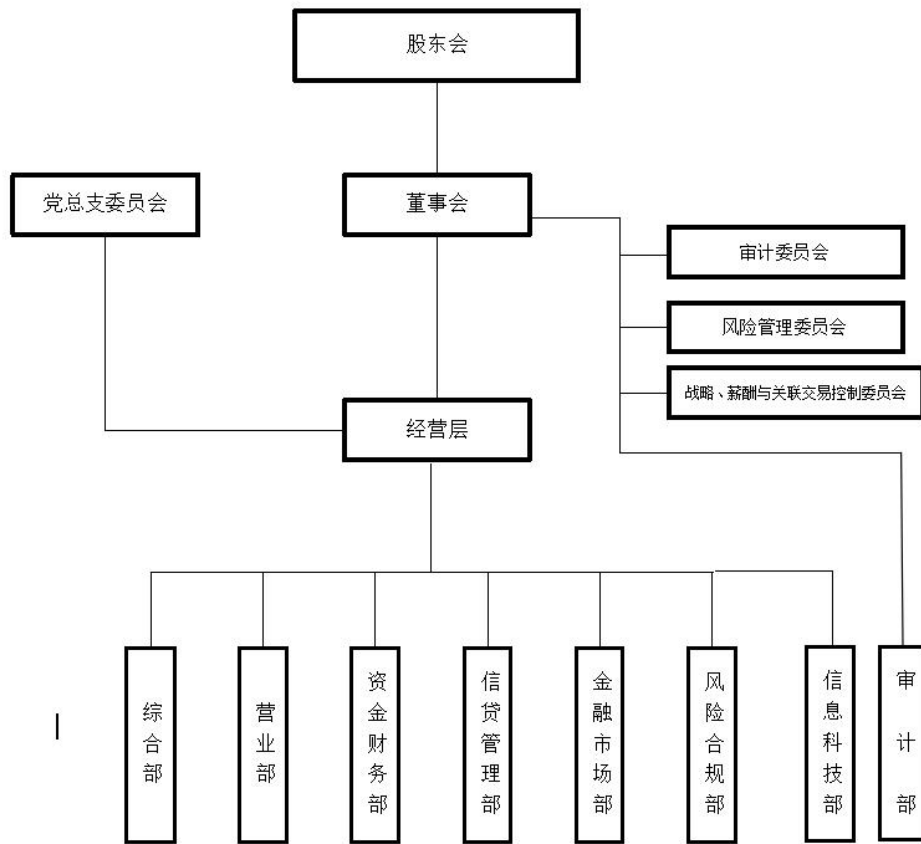 股东会
党总支委员会
董事会
审计委员会
风险管理委员会
战略、薪酬与关联交易控制委员会
经营层
综合部
营业部
资金财务部
信贷管理部
金融市场部
风险合规部
信息科技部
审计部